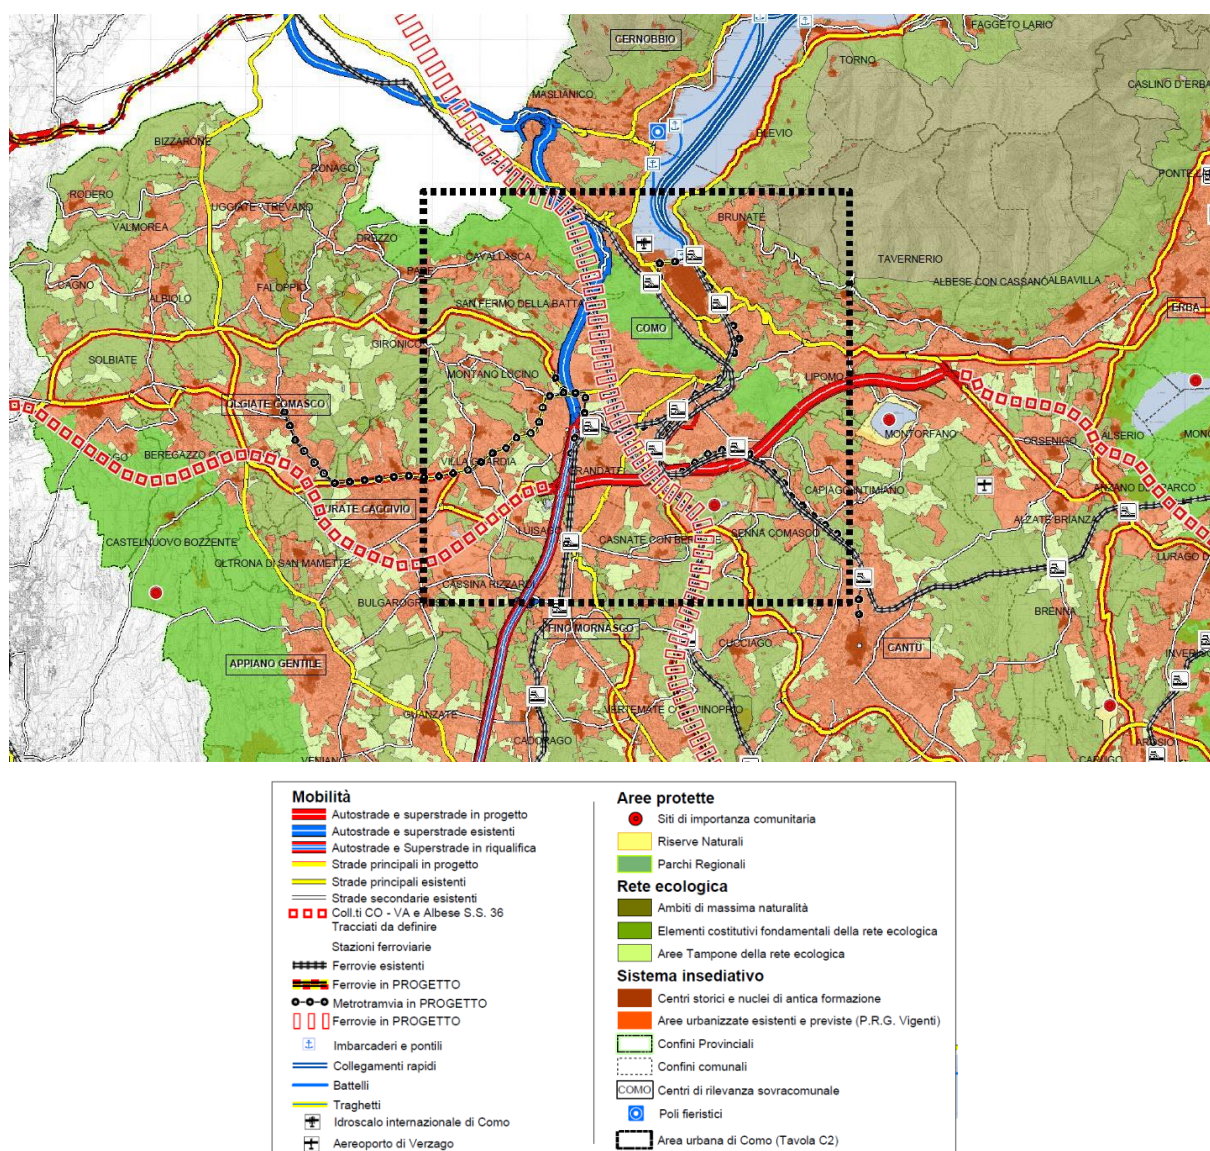 FAGGETO LARIO
CERNOBBIO
TORNO
CASLINO D'ERBA
MASLIANICO
BLEVIO
BIZZARONE
RONAGO
PONTE L
RODERO
UGGIATE - TREVANO
BRUNATE
VALMOREA
DREZZO
CAVALLASCA
TAVERNERIO
PARE
ALBESE CON CASSANO
ALBAVILLA
CAGNO
ALBIOLO
FALOPPIO
SAN FERMO DELLA BATTA
ERBA
COMO
GIRONICO
SOLBIATE
MONTANO LUCINO
LIPOMO
OLGIATE COMASCO
MONTORFANO
ORSENIGO
ALSERIO
MON
BEREGAZZO CO
VILLA GUARDIA
GRANDATE
CAPIAGO INTIMIANO
ANZANO DEL PARCO
URATE CACCIVIO
LUISAGO
SENNA COMASCO
ALZATE BRIANZA
CASTELNUOVO BOZZENTE
CASNATE CON BERNATE
OLTRONA DI SAN MAMETTE
LURAGO D
CASSINA RIZZARDI
BULGAROGRASSO
BRENNA
FINO MORNASCO
CUCCIAGO
CANTU'
INVERIGO
APPIANO GENTILE
GUANZATE
VERTEMATE CON MINOPRIO
CADORAGO
AROSIO
VENIANO
CARUGO
Mobilità
Autostrade e superstrade in progetto
Autostrade e superstrade esistenti
Autostrade e Superstrade in riqualifica
Strade principali in progetto
Strade principali esistenti
Strade secondarie esistenti
Coll.ti CO - VA e Albese S.S. 36
Tracciati da definire
Stazioni ferroviarie
Ferrovie esistenti
Ferrovie in PROGETTO
Metrotramvia in PROGETTO
Ferrovie in PROGETTO
Imbarcaderi e pontili
Collegamenti rapidi
Battelli
Traghetti
Idroscalo internazionale di Como
Aereoporto di Verzago
Aree protette
Siti di importanza comunitaria
Riserve Naturali
Parchi Regionali
Rete ecologica
Ambiti di massima naturalità
Elementi costitutivi fondamentali della rete ecologica
Aree Tampone della rete ecologica
Sistema insediativo
Centri storici e nuclei di antica formazione
Aree urbanizzate esistenti e previste (P.R.G. Vigenti)
Confini Provinciali
Confini comunali
COMO Centri di rilevanza sovracomunale
Poli fieristici
Area urbana di Como (Tavola C2)